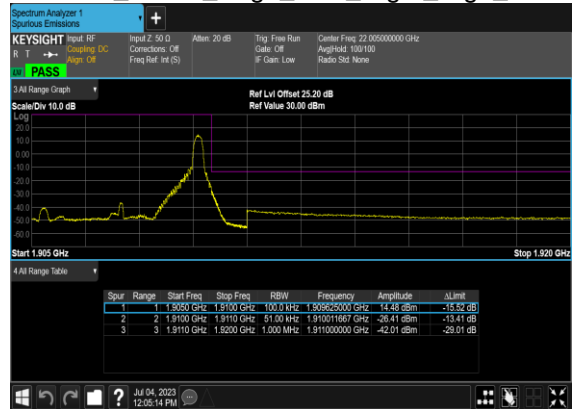 Spectrum Analyzer 1
Spurious Emissions
+
KEYSIGHT Input: RF Input Z: 50 Ω Atten: 20 dB Trig: Free Run Center Freq: 22.005000000 GHz
R T Coupling: DC Corrections: Off Gate: Off Avg|Hold: 100/100
Align: Off Freq Ref: Int (S) IF Gain: Low Radio Std: None
PASS
3 All Range Graph
Ref Lvl Offset 25.20 dB
Scale/Div 10.0 dB Ref Value 30.00 dBm
Log
20.0
10.0
0.00
-10.0
-20.0
-30.0
-40.0
-50.0
-60.0
Start 1.905 GHz Stop 1.920 GHz
4 All Range Table
Spur Range Start Freq Stop Freq RBW Frequency Amplitude ΔLimit
1 1 1.9050 GHz 1.9100 GHz 100.0 kHz 1.909625000 GHz 14.48 dBm -15.52 dB
2 2 1.9100 GHz 1.9110 GHz 51.00 kHz 1.910011667 GHz -26.41 dBm -13.41 dB
3 3 1.9110 GHz 1.9200 GHz 1.000 MHz 1.911000000 GHz -42.01 dBm -29.01 dB
? Jul 04, 2023
12:05:14 PM